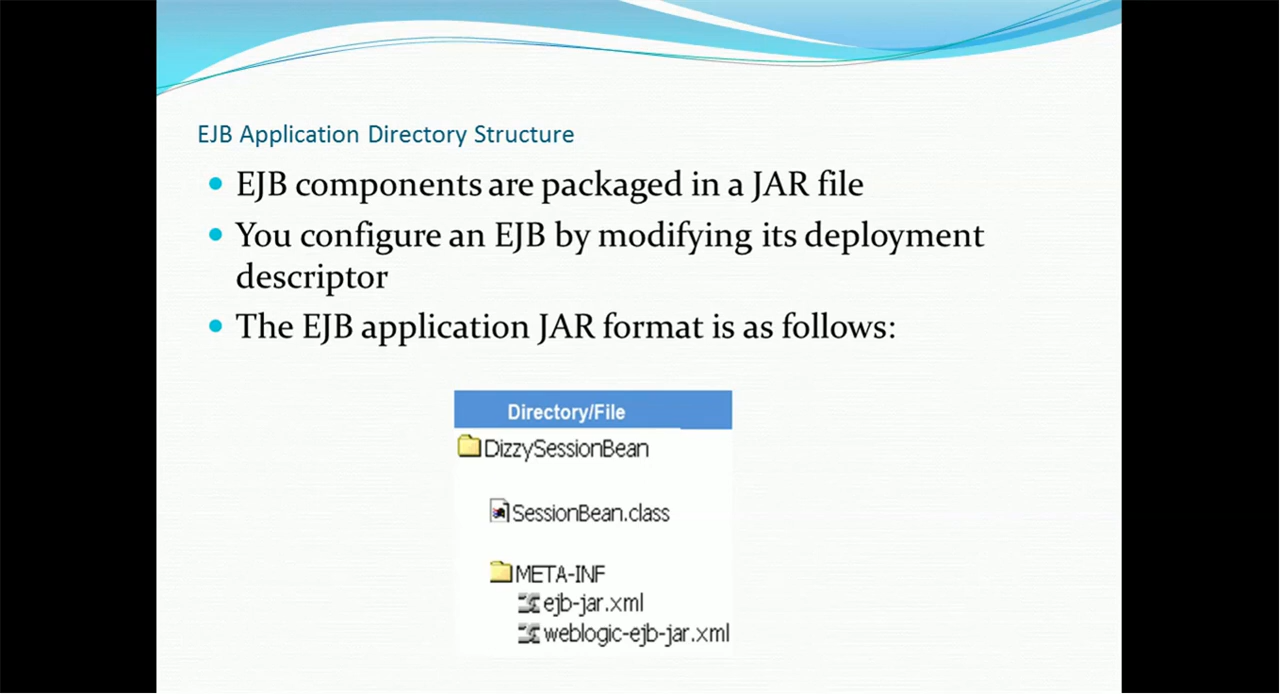 EJB Application Directory Structure
EJB components are packaged in a JAR file
You configure an EJB by modifying its deployment
descriptor
The EJB application JAR format is as follows:
Directory/File
DizzySessionBean
SessionBean.class
META-INF
ejb-jar.xml
weblogic-ejb-jar.xml